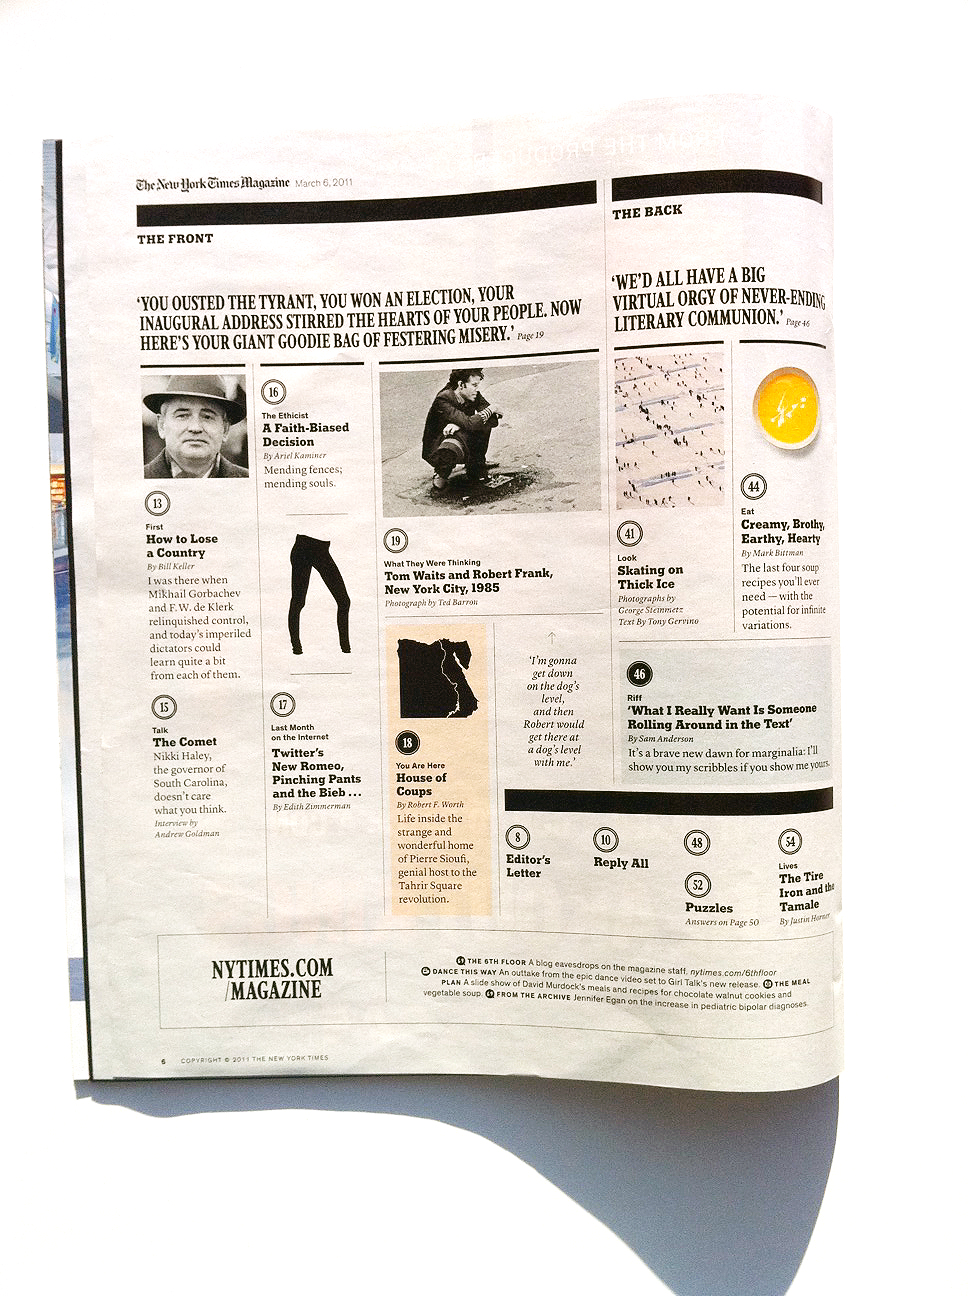 The New York Times Magazine March 6, 2011
THE FRONT
‘YOU OUSTED THE TYRANT, YOU WON AN ELECTION, YOUR
INAUGURAL ADDRESS STIRRED THE HEARTS OF YOUR PEOPLE. NOW
HERE'S YOUR GIANT GOODIE BAG OF FESTERING MISERY.’ Page 19
13
First
How to Lose
a Country
By Bill Keller
I was there when
Mikhail Gorbachev
and F. W. de Klerk
relinquished control,
and today's imperiled
dictators could
learn quite a bit
from each of them.
15
Talk
The Comet
Nikki Haley,
the governor of
South Carolina,
doesn't care
what you think.
Interview by
Andrew Goldman
16
The Ethicist
A Faith-Biased
Decision
By Ariel Kaminer
Mending fences;
mending souls.
17
Last Month
on the Internet
Twitter's
New Romeo,
Pinching Pants
and the Bieb ...
By Edith Zimmerman
19
What They Were Thinking
Tom Waits and Robert Frank,
New York City, 1985
Photograph by Ted Barron
18
You Are Here
House of
Coups
By Robert F. Worth
Life inside the
strange and
wonderful home
of Pierre Sioufi,
genial host to the
Tahrir Square
revolution.
‘I'm gonna
get down
on the dog's
level,
and then
Robert would
get there at
a dog's level
with me.’
THE BACK
‘WE'D ALL HAVE A BIG
VIRTUAL ORGY OF NEVER-ENDING
LITERARY COMMUNION.’ Page 46
41
Look
Skating on
Thick Ice
Photographs by
George Steinmetz
Text By Tony Gervino
44
Eat
Creamy, Brothy,
Earthy, Hearty
By Mark Bittman
The last four soup
recipes you'll ever
need — with the
potential for infinite
variations.
46
Riff
‘What I Really Want Is Someone
Rolling Around in the Text’
By Sam Anderson
It's a brave new dawn for marginalia: I'll
show you my scribbles if you show me yours.
8
Editor's
Letter
10
Reply All
48
52
Puzzles
Answers on Page 50
54
Lives
The Tire
Iron and the
Tamale
By Justin Horner
NYTIMES.COM
/MAGAZINE
THE 6TH FLOOR A blog eavesdrops on the magazine staff. nytimes.com/6thfloor
DANCE THIS WAY An outtake from the epic dance video set to Girl Talk's new release. THE MEAL
PLAN A slide show of David Murdock's meals and recipes for chocolate walnut cookies and
vegetable soup. FROM THE ARCHIVE Jennifer Egan on the increase in pediatric bipolar diagnoses.
6 COPYRIGHT © 2011 THE NEW YORK TIMES